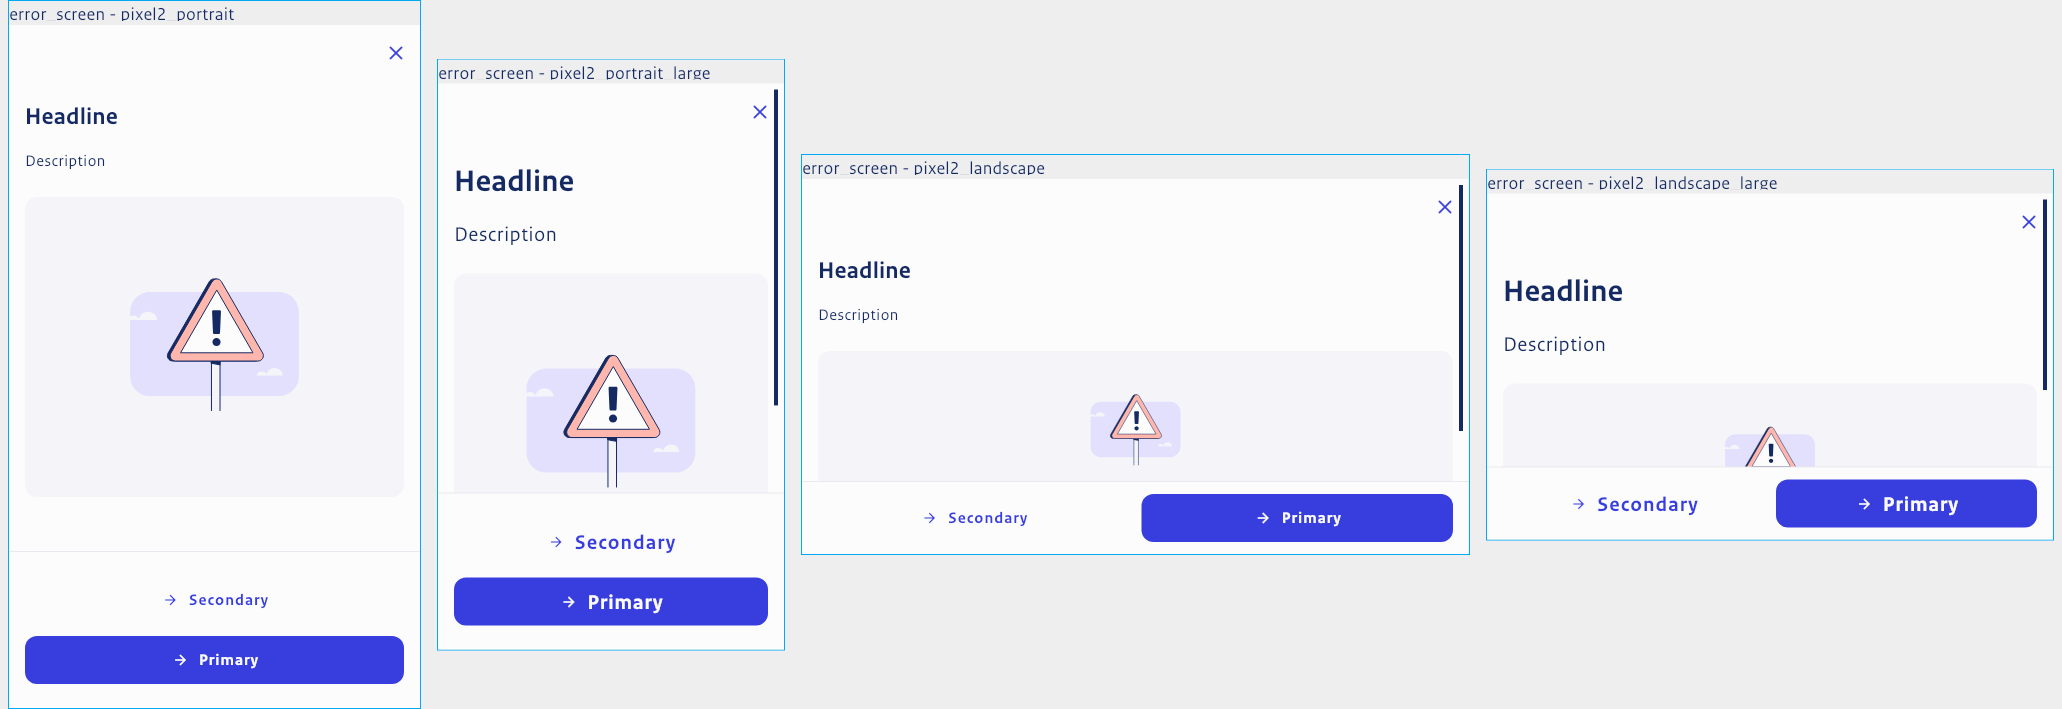 error_screen - pixel2_portrait
Headline
Description
!
→ Secondary
→ Primary
error_screen - pixel2_portrait_large
Headline
Description
!
→ Secondary
→ Primary
error_screen - pixel2_landscape
Headline
Description
!
→ Secondary
→ Primary
error_screen - pixel2_landscape_large
Headline
Description
!
→ Secondary
→ Primary